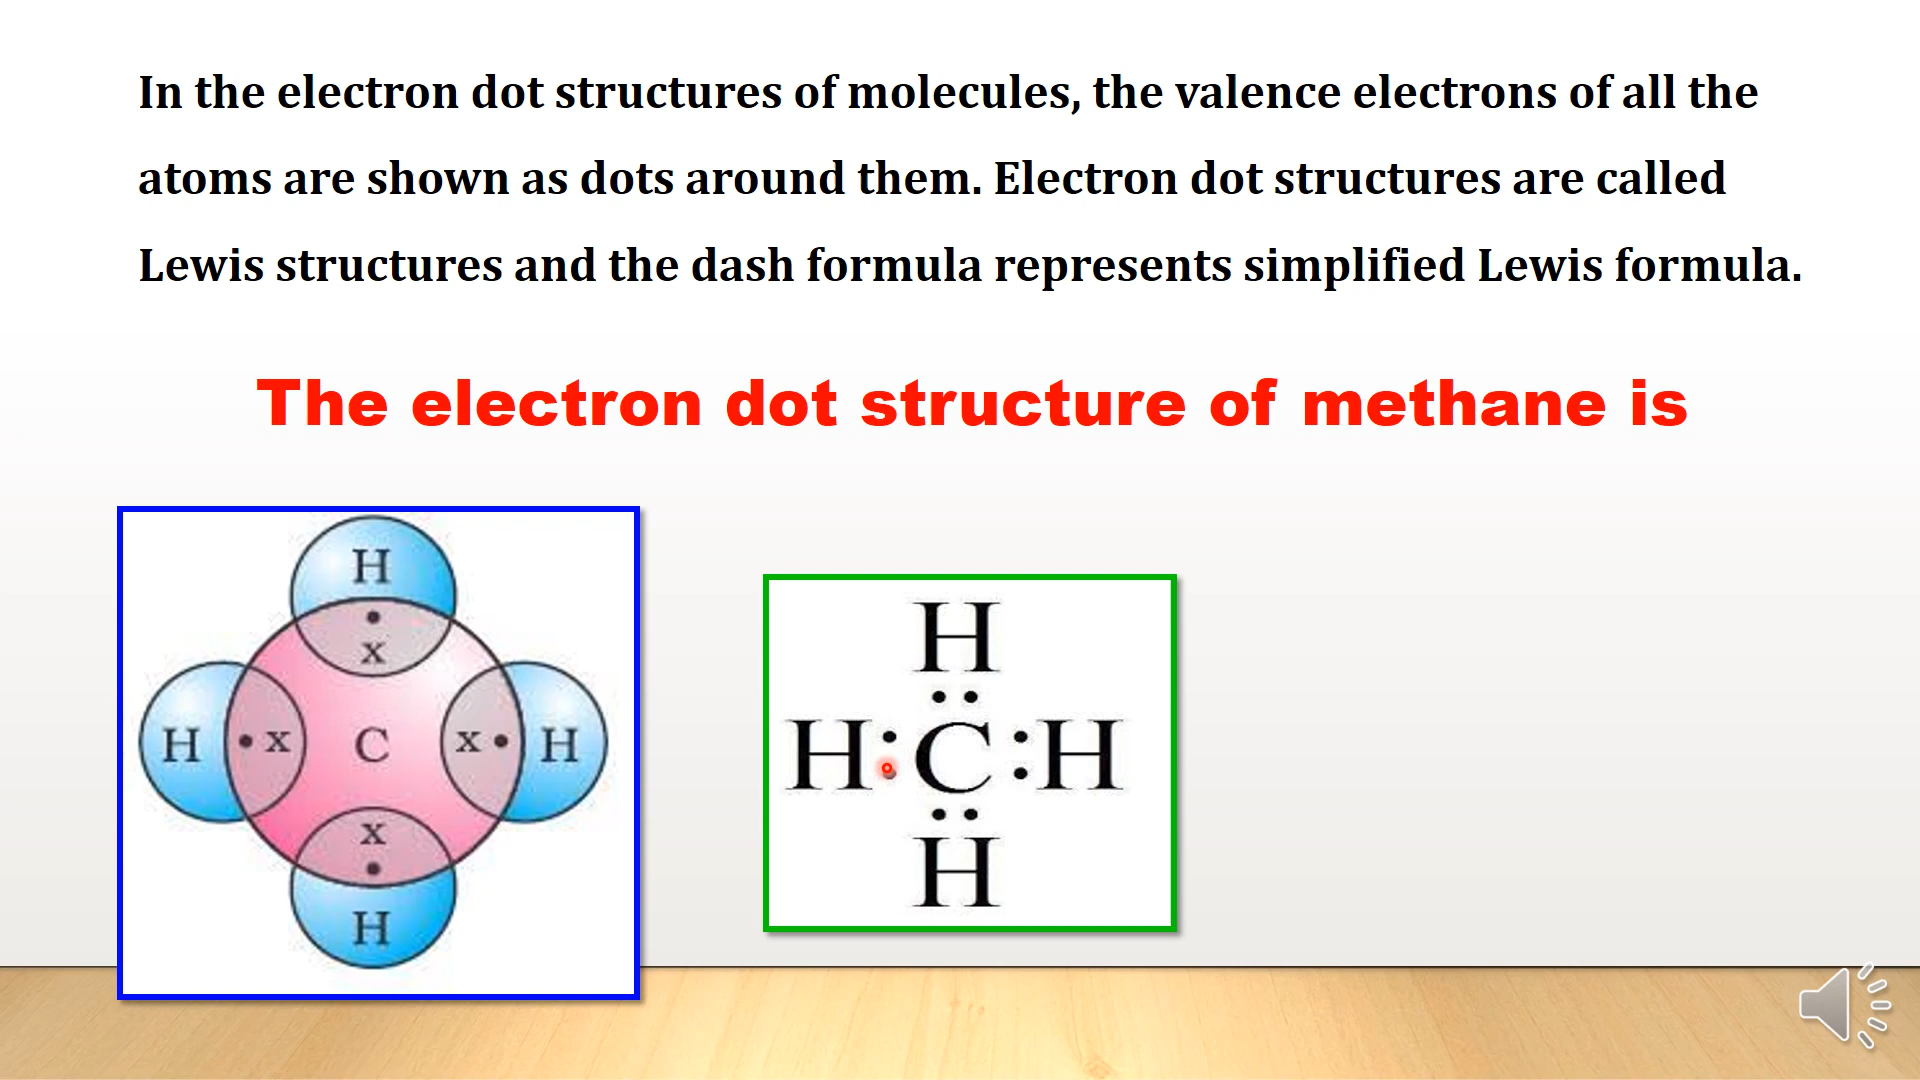 In the electron dot structures of molecules, the valence electrons of all the
atoms are shown as dots around them. Electron dot structures are called
Lewis structures and the dash formula represents simplified Lewis formula.
The electron dot structure of methane is
H
x
H x C x H
x
H
H
H : C : H
H